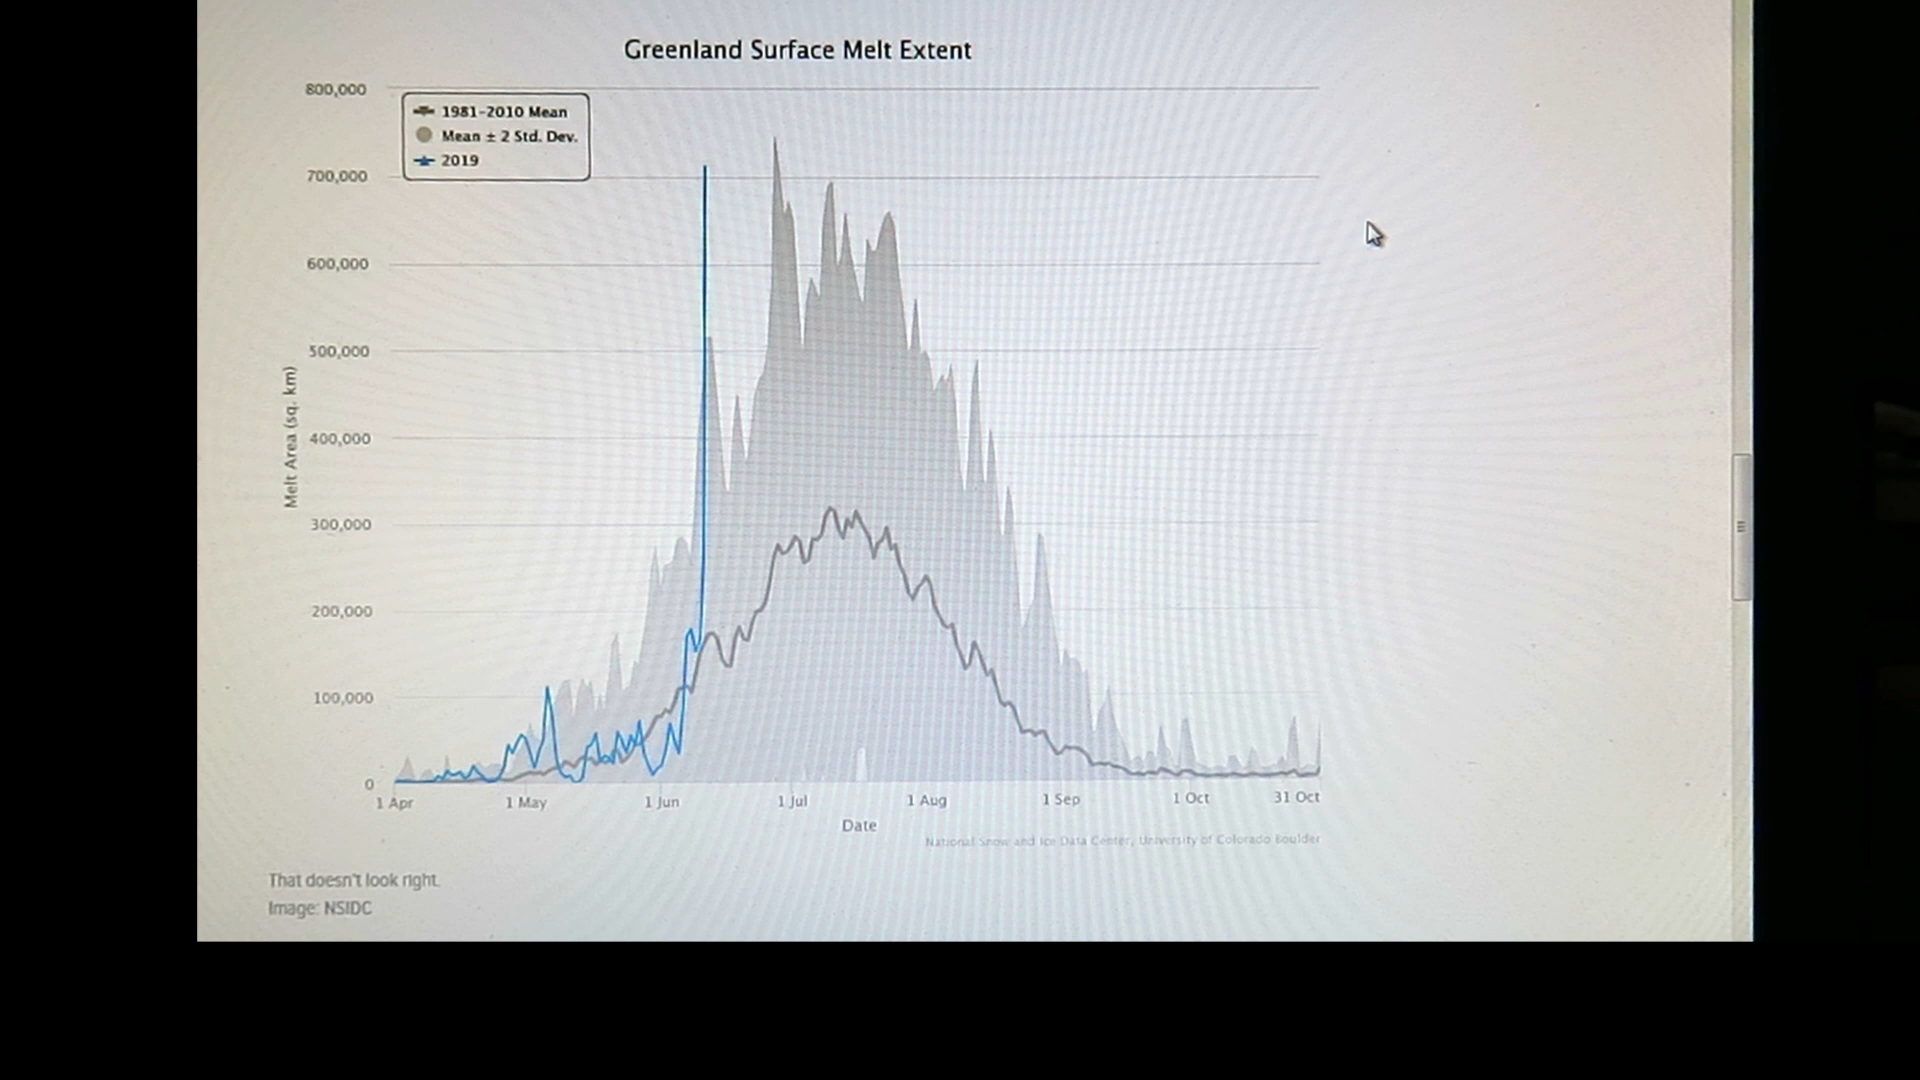 Greenland Surface Melt Extent
800,000
1981-2010 Mean
Mean ± 2 Std. Dev.
2019
700,000
600,000
500,000
400,000
300,000
200,000
100,000
0
Melt Area (sq. km)
1 Apr
1 May
1 Jun
1 Jul
1 Aug
1 Sep
1 Oct
31 Oct
Date
National Snow and Ice Data Center, University of Colorado Boulder
That doesn't look right.
Image: NSIDC